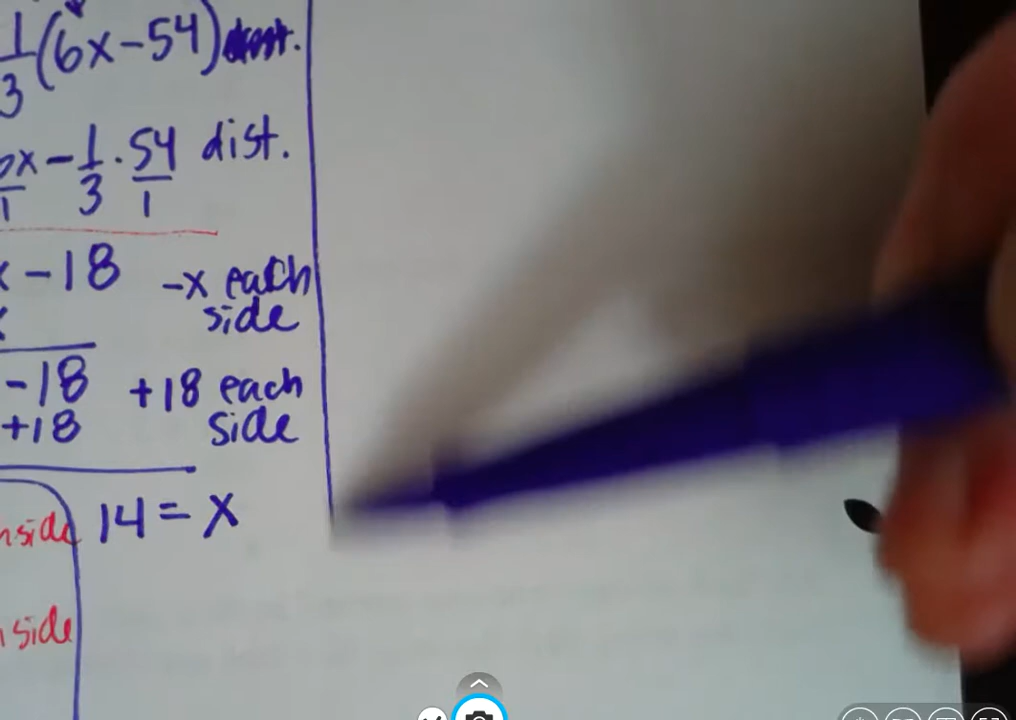 1/3(6x-54) dist.
x - 1/3 · 54/1 dist.
-18 -x each
side
-18 +18 each
+18 side
14 = x
side
side